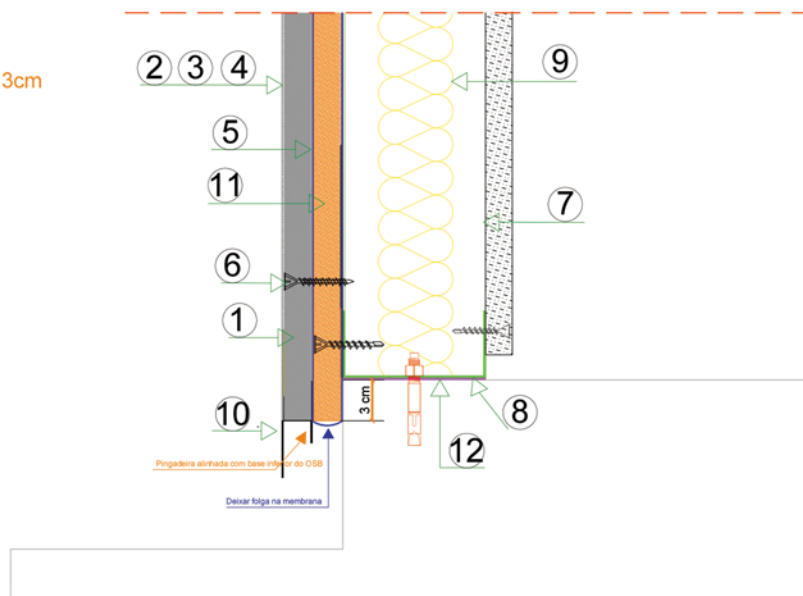 3cm
2 3 4
9
5
11
7
6
1
3 cm
10
8
12
Pingadeira alinhada com base inferior do OSB
Deixar folga na membrana